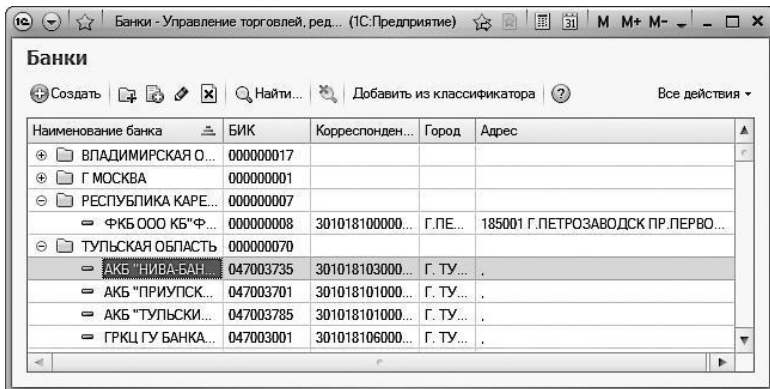 1С Банки - Управление торговлей, ред... (1С:Предприятие) 31 M M+ M-
Банки
Создать Найти... Добавить из классификатора ? Все действия
Наименование банка БИК Корреспонден... Город Адрес
ВЛАДИМИРСКАЯ О... 000000017
Г МОСКВА 000000001
РЕСПУБЛИКА КАРЕ... 000000007
ФКБ ООО КБ"Ф... 000000008 301018100000... Г.ПЕ... 185001 Г.ПЕТРОЗАВОДСК ПР.ПЕРВО...
ТУЛЬСКАЯ ОБЛАСТЬ 000000070
АКБ "НИВА-БАН... 047003735 301018103000... Г. ТУ... ,
АКБ "ПРИУПСК... 047003701 301018101000... Г. ТУ... ,
АКБ "ТУЛЬСКИ... 047003785 301018101000... Г. ТУ... ,
ГРКЦ ГУ БАНКА... 047003001 301018106000... Г. ТУ... ,